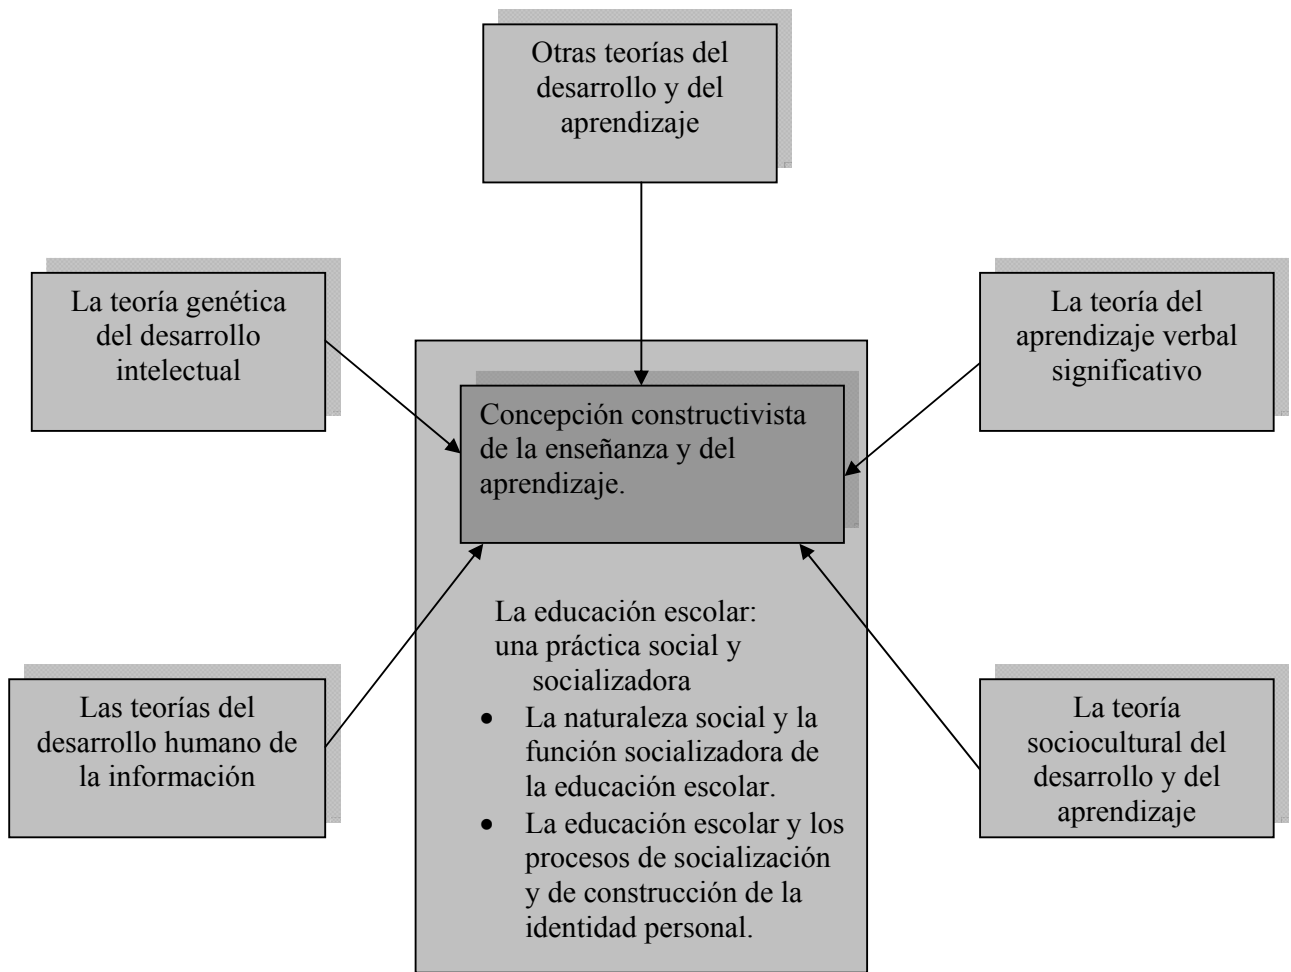 Otras teorías del
desarrollo y del
aprendizaje
La teoría genética
del desarrollo
intelectual
La teoría del
aprendizaje verbal
significativo
Concepción constructivista
de la enseñanza y del
aprendizaje.
La educación escolar:
una práctica social y
socializadora
• La naturaleza social y la
función socializadora de
la educación escolar.
• La educación escolar y los
procesos de socialización
y de construcción de la
identidad personal.
Las teorías del
desarrollo humano de
la información
La teoría
sociocultural del
desarrollo y del
aprendizaje